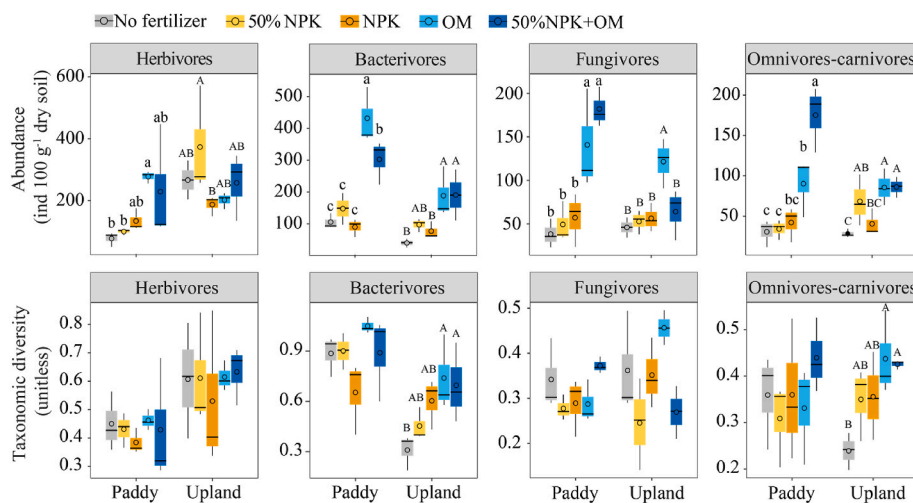 No fertilizer 50% NPK NPK OM 50%NPK+OM
Herbivores Bacterivores Fungivores Omnivores-carnivores
Abundance
(ind 100 g-1 dry soil)
600
400
200
b b ab a ab AB A B AB AB
500
400
300
200
100
c c c a b B AB B A A
200
150
100
50
b b b a a B B B A B
200
150
100
50
c c bc b a C AB BC A AB
Herbivores Bacterivores Fungivores Omnivores-carnivores
Taxonomic diversity
(unitless)
0.8
0.7
0.6
0.5
0.4
0.3
0.9
0.6
0.3
B AB AB A A
0.5
0.4
0.3
0.2
0.4
0.3
0.2
B AB AB A A
Paddy Upland Paddy Upland Paddy Upland Paddy Upland